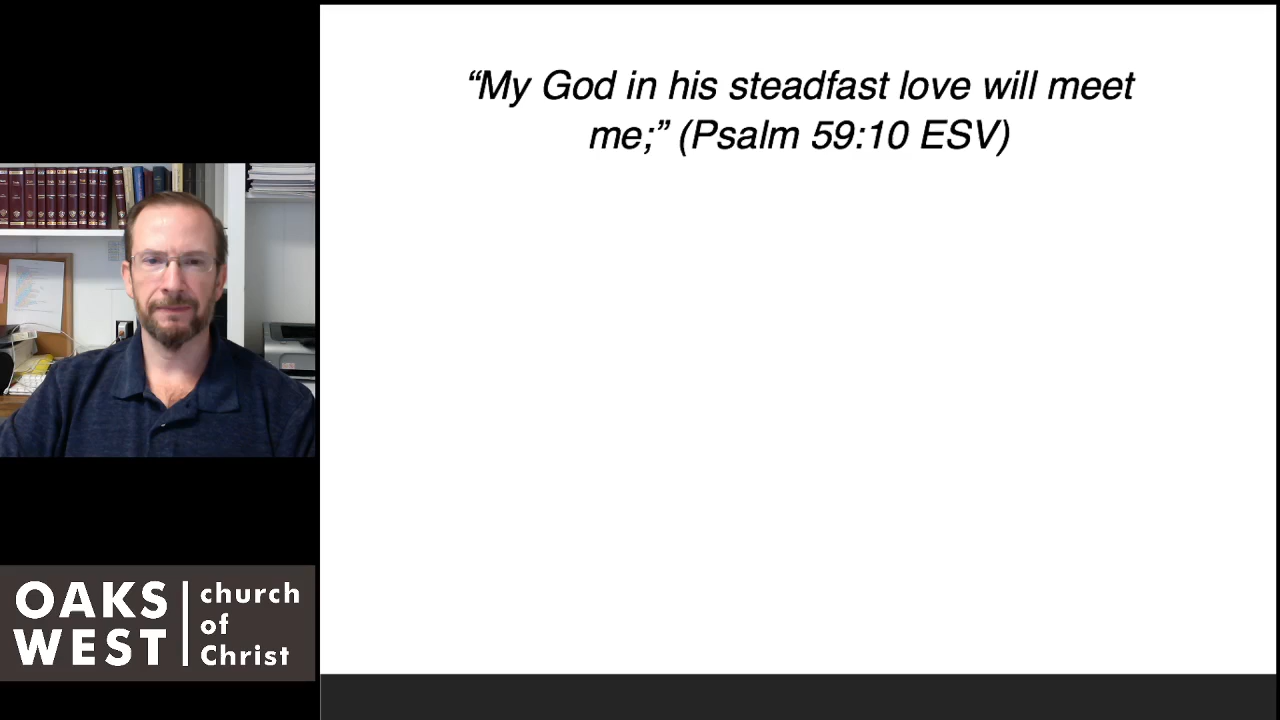 “My God in his steadfast love will meet
me;” (Psalm 59:10 ESV)
OAKS
WEST
church
of
Christ